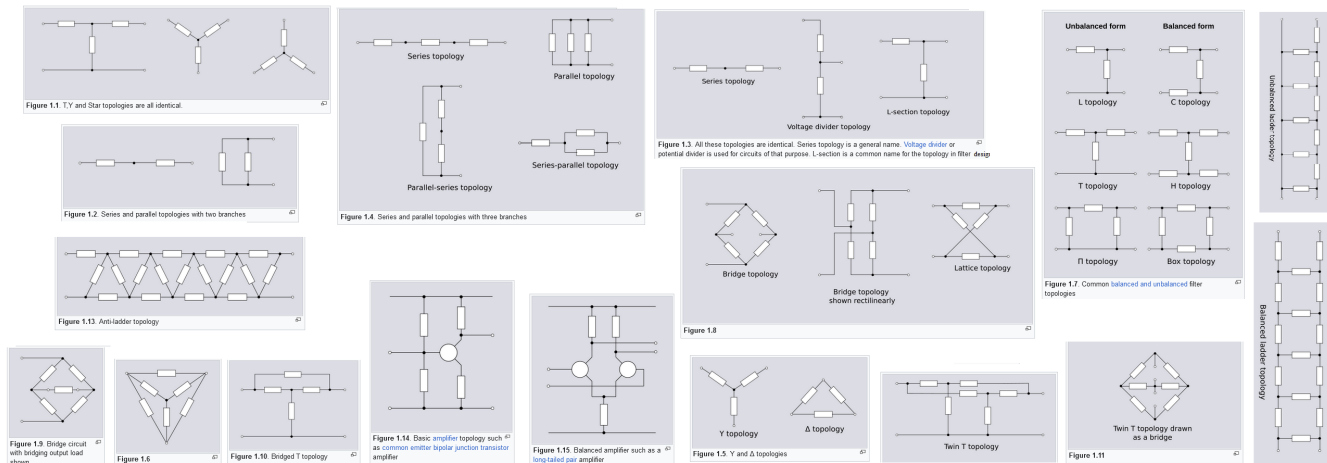 Figure 1.1. T,Y and Star topologies are all identical.
Series topology
Parallel topology
Parallel-series topology
Series-parallel topology
Figure 1.4. Series and parallel topologies with three branches
Series topology
Voltage divider topology
L-section topology
Figure 1.3. All these topologies are identical. Series topology is a general name. Voltage divider or
potential divider is used for circuits of that purpose. L-section is a common name for the topology in filter design
Unbalanced form
Balanced form
L topology
C topology
T topology
H topology
Π topology
Box topology
Figure 1.7. Common balanced and unbalanced filter
topologies
Unbalanced ladder topology
Figure 1.2. Series and parallel topologies with two branches
Bridge topology
Bridge topology
shown rectilinearly
Lattice topology
Figure 1.8
Balanced ladder topology
Figure 1.13. Anti-ladder topology
Figure 1.9. Bridge circuit
with bridging output load
shown
Figure 1.6
Figure 1.10. Bridged T topology
Figure 1.14. Basic amplifier topology such
as common emitter bipolar junction transistor
amplifier
Figure 1.15. Balanced amplifier such as a
long-tailed pair amplifier
Y topology
Δ topology
Figure 1.5. Y and Δ topologies
Twin T topology
Twin T topology drawn
as a bridge
Figure 1.11